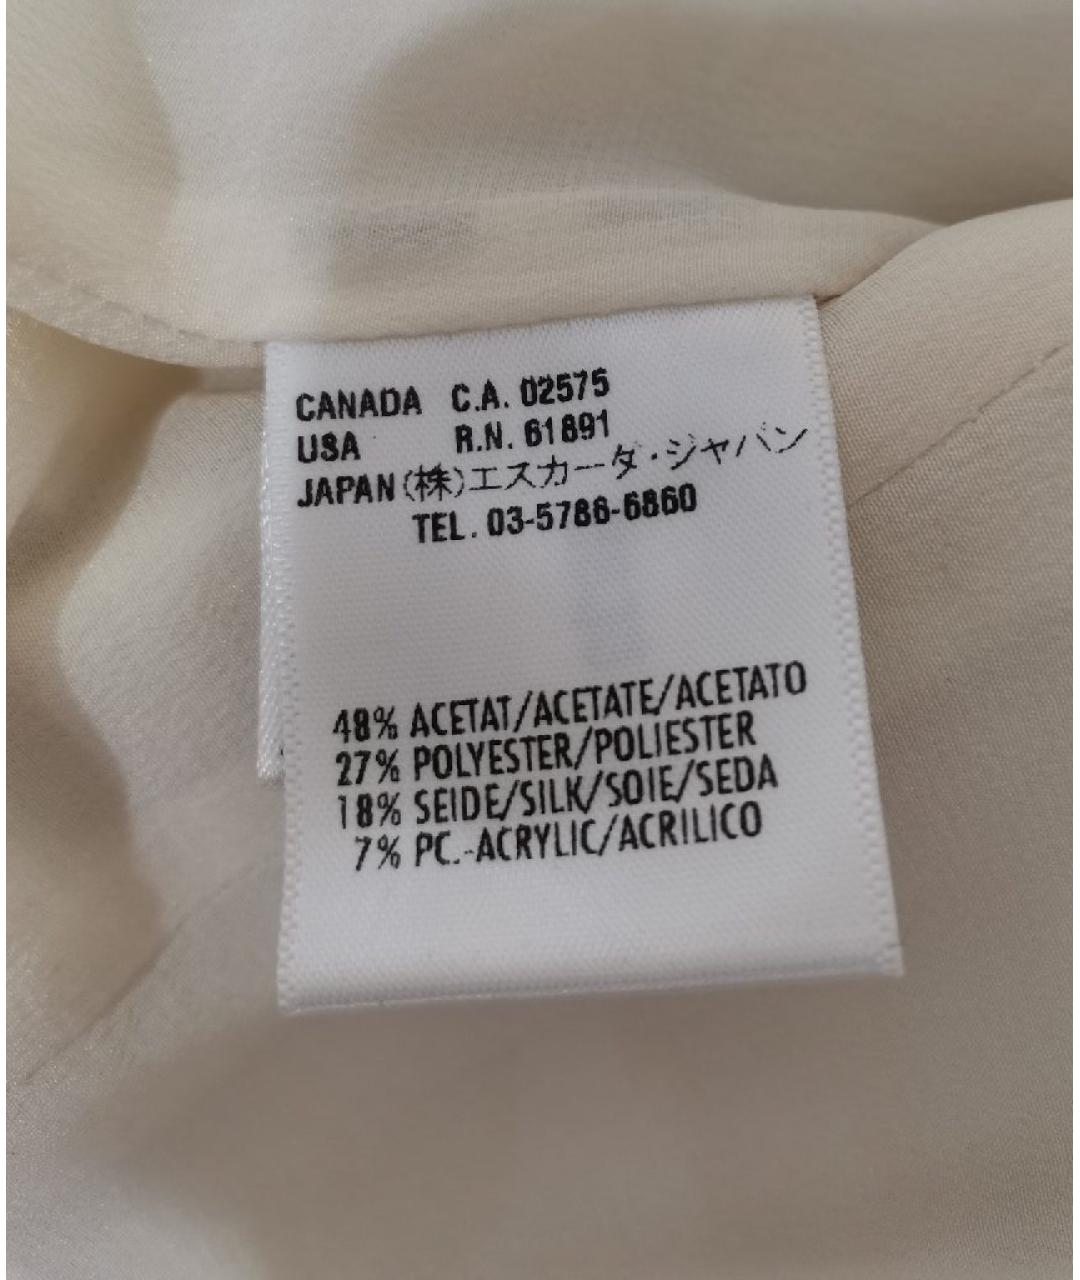 CANADA C.A. 02575
USA R.N. 61891
JAPAN (株)エスカーダ・ジャパン
TEL. 03-5786-6860
48% ACETAT/ACETATE/ACETATO
27% POLYESTER/POLIESTER
18% SEIDE/SILK/SOIE/SEDA
7% PC.-ACRYLIC/ACRILICO